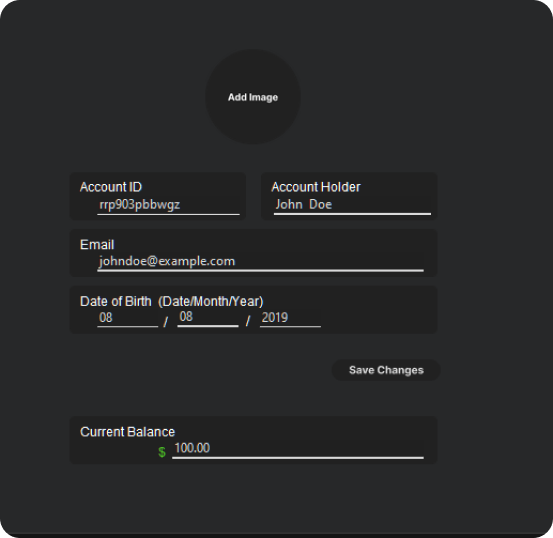 Add Image
Account ID
rrp903pbbwgz
Account Holder
John Doe
Email
johndoe@example.com
Date of Birth (Date/Month/Year)
08 / 08 / 2019
Save Changes
Current Balance
$ 100.00